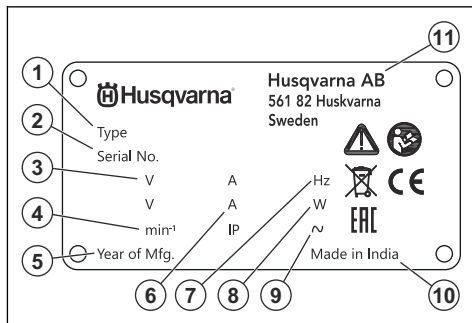 11
1
2
3
4
5
Husqvarna
Husqvarna AB
561 82 Huskvarna
Sweden
Type
Serial No.
V A Hz
V A W
min-1 IP ~
Year of Mfg. Made in India
CE
EAC
6
7
8
9
10